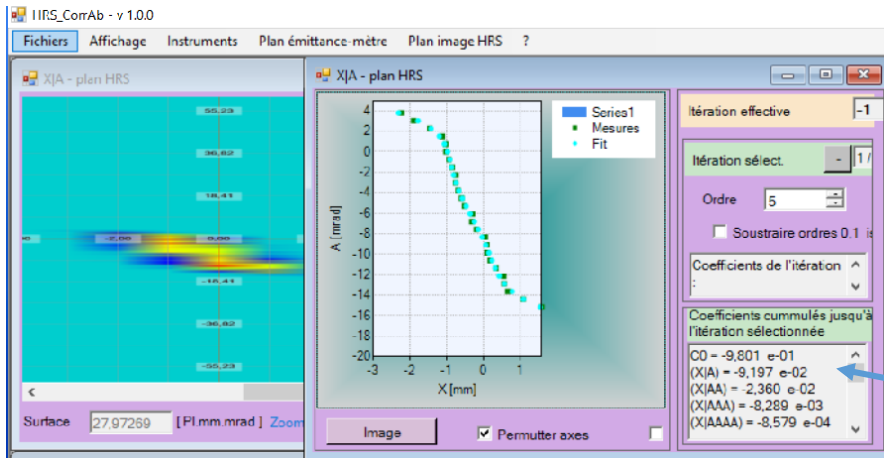 HRS_CorrAb - v 1.0.0
Fichiers Affichage Instruments Plan émittance-mètre Plan image HRS ?
X|A - plan HRS
55,23
36,82
18,41
-2,00 0,00
-18,41
-36,82
-55,23
Surface 27,97269 [ PI.mm.mrad ] Zoom
X|A - plan HRS
4
2
0
-2
-4
-6
-8
-10
-12
-14
-16
-18
-20
A [mrad]
-3 -2 -1 0 1
X [mm]
Series1
Mesures
Fit
Image
Permutter axes
Itération effective -1
Itération sélect. - 1 /
Ordre 5
Soustraire ordres 0.1
Coefficients de l'itération
:
Coefficients cummulés jusqu'à
l'itération sélectionnée
C0 = -9,801 e-01
(X|A) = -9,197 e-02
(X|AA) = -2,360 e-02
(X|AAA) = -8,289 e-03
(X|AAAA) = -8,579 e-04